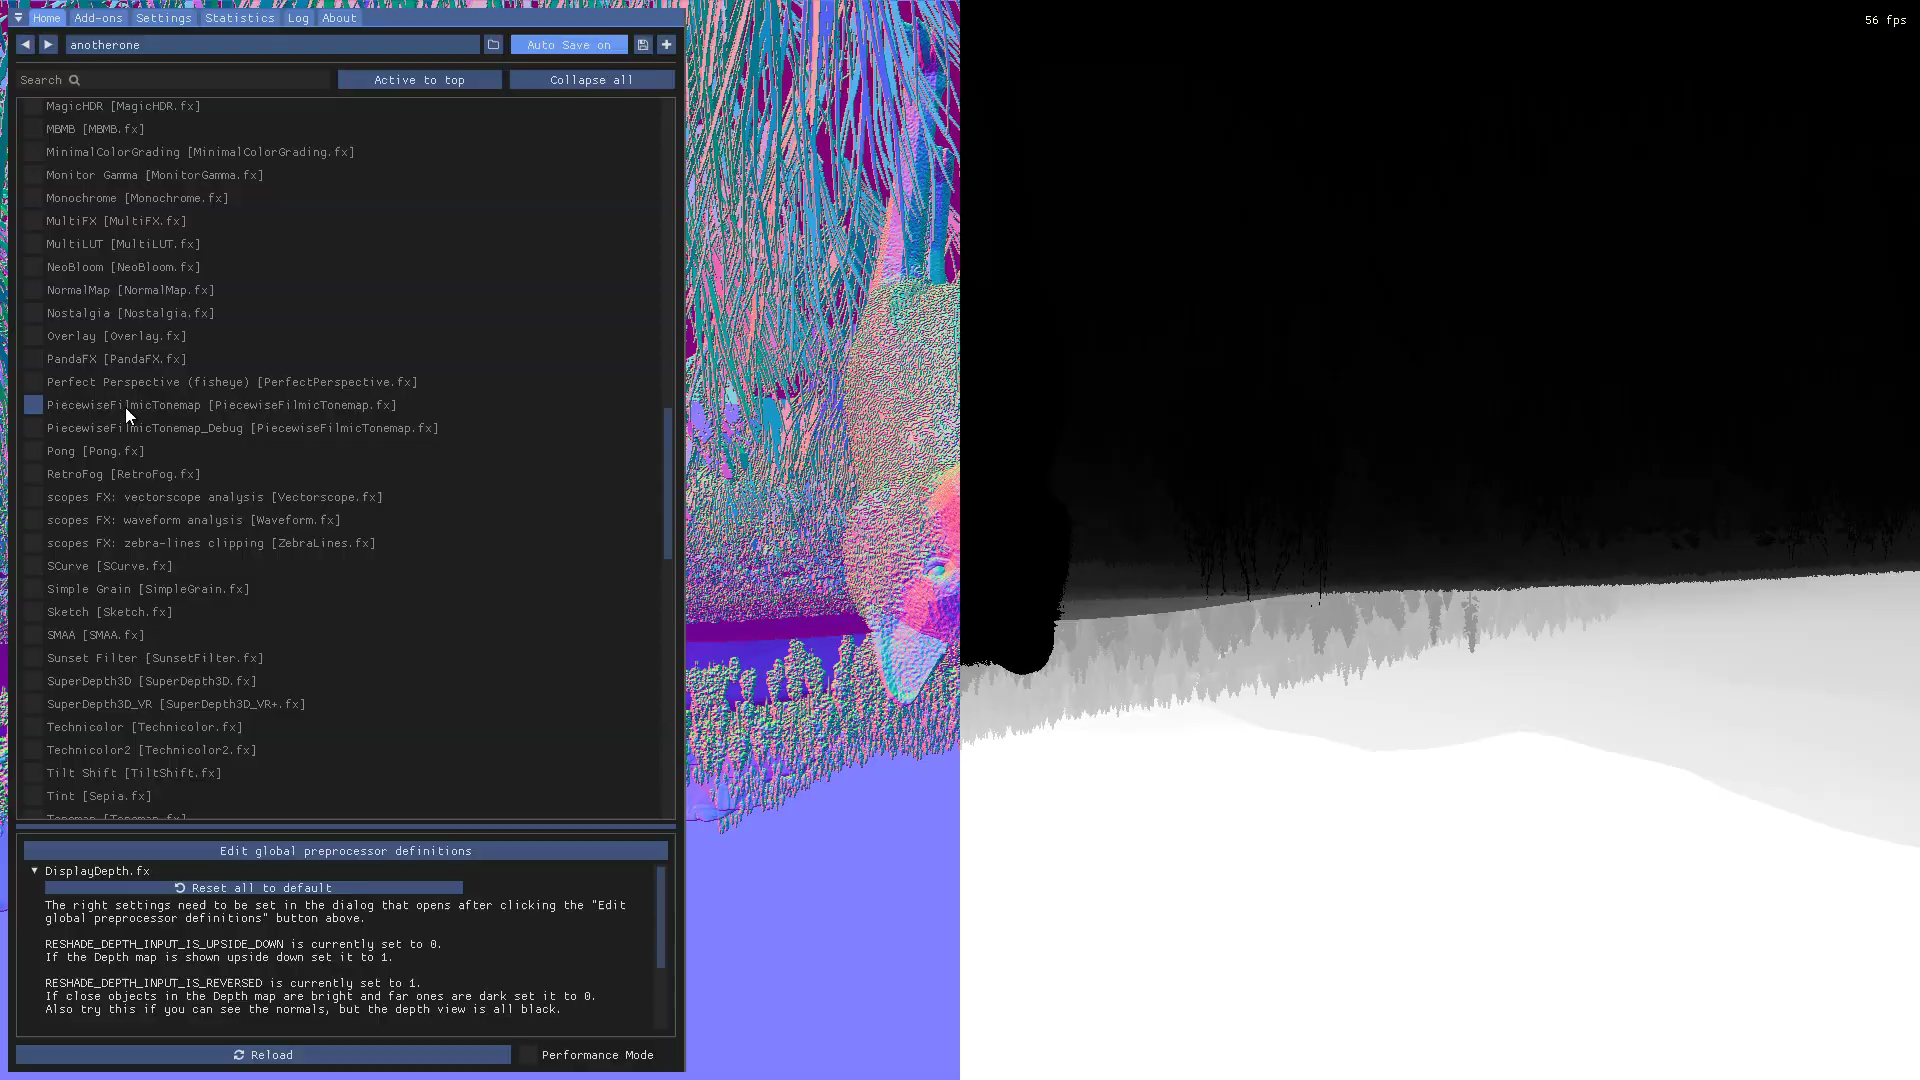 Home Add-ons Settings Statistics Log About
56 fps
anotherone
Auto Save on
Search
Active to top
Collapse all
MagicHDR [MagicHDR.fx]
MBMB [MBMB.fx]
MinimalColorGrading [MinimalColorGrading.fx]
Monitor Gamma [MonitorGamma.fx]
Monochrome [Monochrome.fx]
MultiFX [MultiFX.fx]
MultiLUT [MultiLUT.fx]
NeoBloom [NeoBloom.fx]
NormalMap [NormalMap.fx]
Nostalgia [Nostalgia.fx]
Overlay [Overlay.fx]
PandaFX [PandaFX.fx]
Perfect Perspective (fisheye) [PerfectPerspective.fx]
PiecewiseFilmicTonemap [PiecewiseFilmicTonemap.fx]
PiecewiseFilmicTonemap_Debug [PiecewiseFilmicTonemap.fx]
Pong [Pong.fx]
RetroFog [RetroFog.fx]
scopes FX: vectorscope analysis [Vectorscope.fx]
scopes FX: waveform analysis [Waveform.fx]
scopes FX: zebra-lines clipping [ZebraLines.fx]
SCurve [SCurve.fx]
Simple Grain [SimpleGrain.fx]
Sketch [Sketch.fx]
SMAA [SMAA.fx]
Sunset Filter [SunsetFilter.fx]
SuperDepth3D [SuperDepth3D.fx]
SuperDepth3D_VR [SuperDepth3D_VR+.fx]
Technicolor [Technicolor.fx]
Technicolor2 [Technicolor2.fx]
Tilt Shift [TiltShift.fx]
Tint [Sepia.fx]
Tonemap [Tonemap.fx]
Edit global preprocessor definitions
DisplayDepth.fx
Reset all to default
The right settings need to be set in the dialog that opens after clicking the "Edit
global preprocessor definitions" button above.
RESHADE_DEPTH_INPUT_IS_UPSIDE_DOWN is currently set to 0.
If the Depth map is shown upside down set it to 1.
RESHADE_DEPTH_INPUT_IS_REVERSED is currently set to 1.
If close objects in the Depth map are bright and far ones are dark set it to 0.
Also try this if you can see the normals, but the depth view is all black.
Reload
Performance Mode